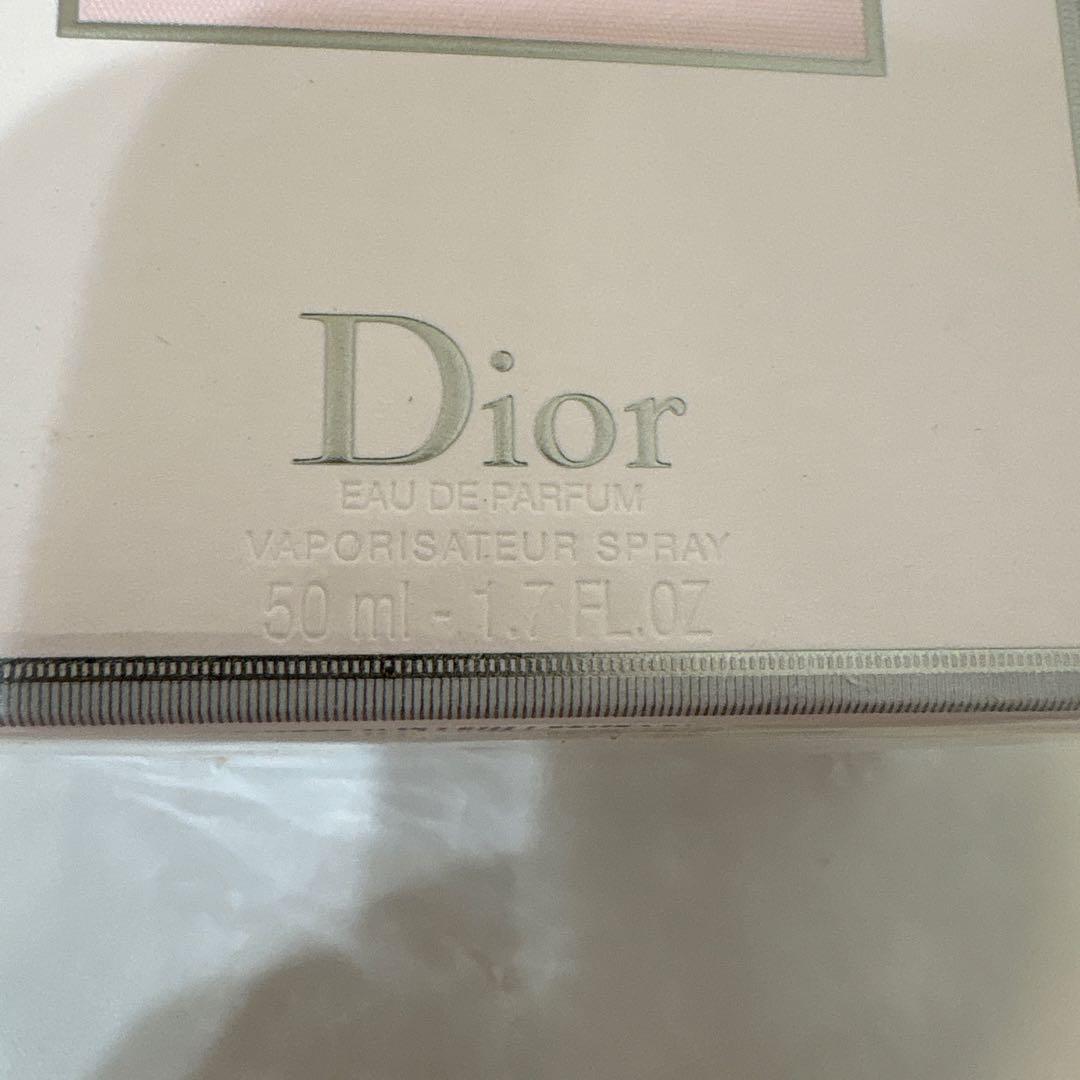 Dior
EAU DE PARFUM
VAPORISATEUR SPRAY
50 ml - 1.7 FL.OZ